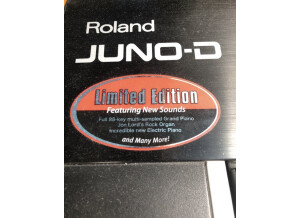 Roland
JUNO-D
Limited Edition
Featuring New Sounds
Full 88-key multi-sampled Grand Piano
Jon Lord's Rock Organ
Incredible new Electric Piano
and Many More!